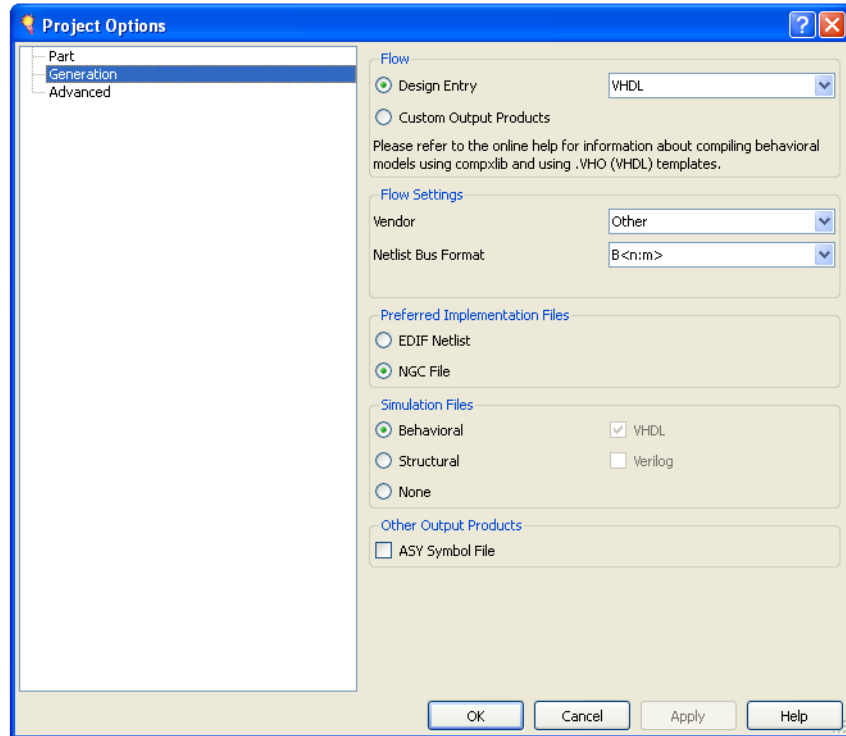 Project Options
Part
Generation
Advanced
Flow
Design Entry VHDL
Custom Output Products
Please refer to the online help for information about compiling behavioral
models using compxlib and using .VHO (VHDL) templates.
Flow Settings
Vendor Other
Netlist Bus Format B<n:m>
Preferred Implementation Files
EDIF Netlist
NGC File
Simulation Files
Behavioral VHDL
Structural Verilog
None
Other Output Products
ASY Symbol File
OK Cancel Apply Help